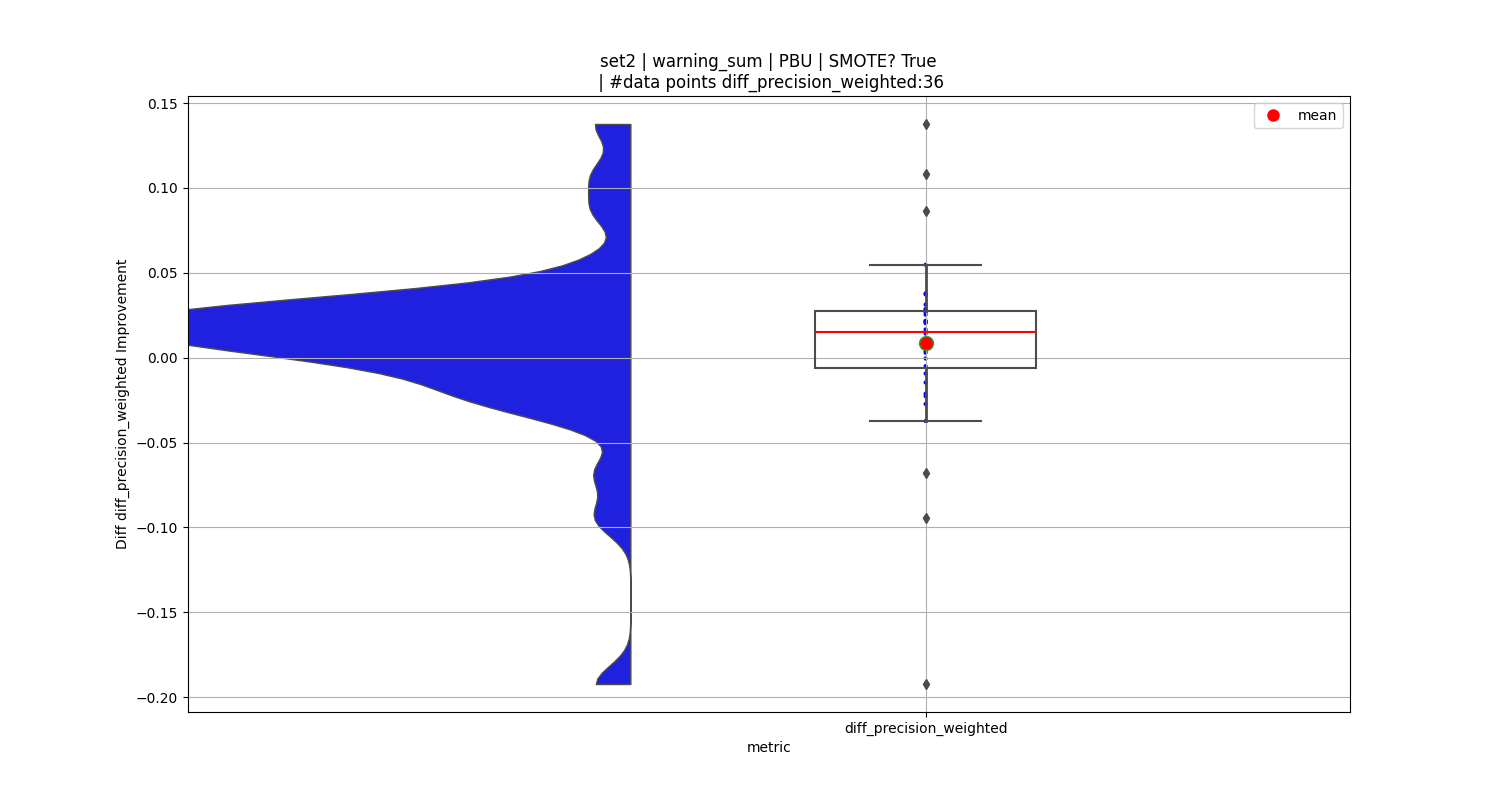 set2 | warning_sum | PBU | SMOTE? True
| #data points diff_precision_weighted:36
mean
0.15
0.10
0.05
0.00
−0.05
−0.10
−0.15
−0.20
Diff diff_precision_weighted Improvement
diff_precision_weighted
metric